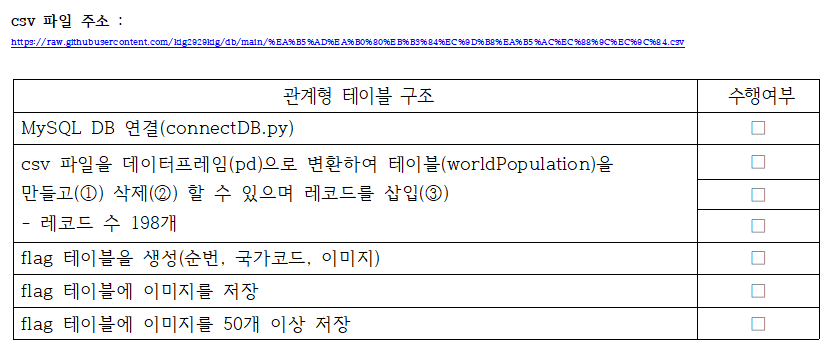 csv 파일 주소 :
https://raw.githubusercontent.com/kig2929kig/db/main/%EA%B5%AD%EA%B0%80%EB%B3%84%EC%9D%B8%EA%B5%AC%EC%88%9C%EC%9C%84.csv
관계형 테이블 구조 수행여부
MySQL DB 연결(connectDB.py) □
csv 파일을 데이터프레임(pd)으로 변환하여 테이블(worldPopulation)을 □
만들고(①) 삭제(②) 할 수 있으며 레코드를 삽입(③) □
- 레코드 수 198개 □
flag 테이블을 생성(순번, 국가코드, 이미지) □
flag 테이블에 이미지를 저장 □
flag 테이블에 이미지를 50개 이상 저장 □